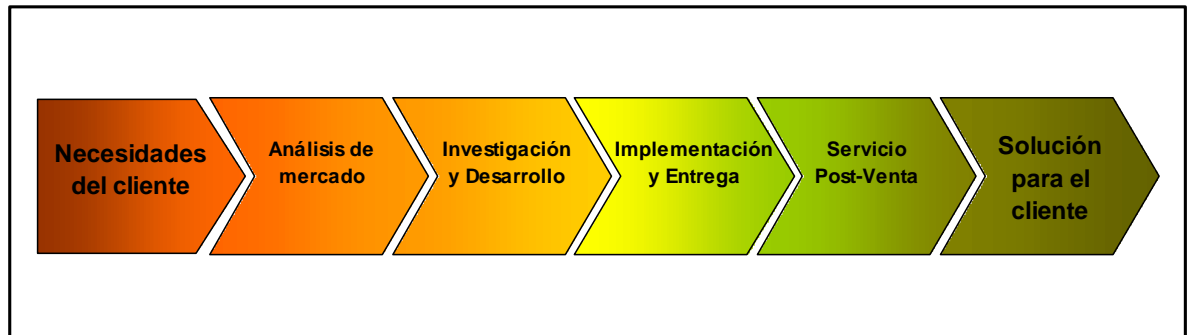 Necesidades
del cliente
Análisis de
mercado
Investigación
y Desarrollo
Implementación
y Entrega
Servicio
Post-Venta
Solución
para el
cliente